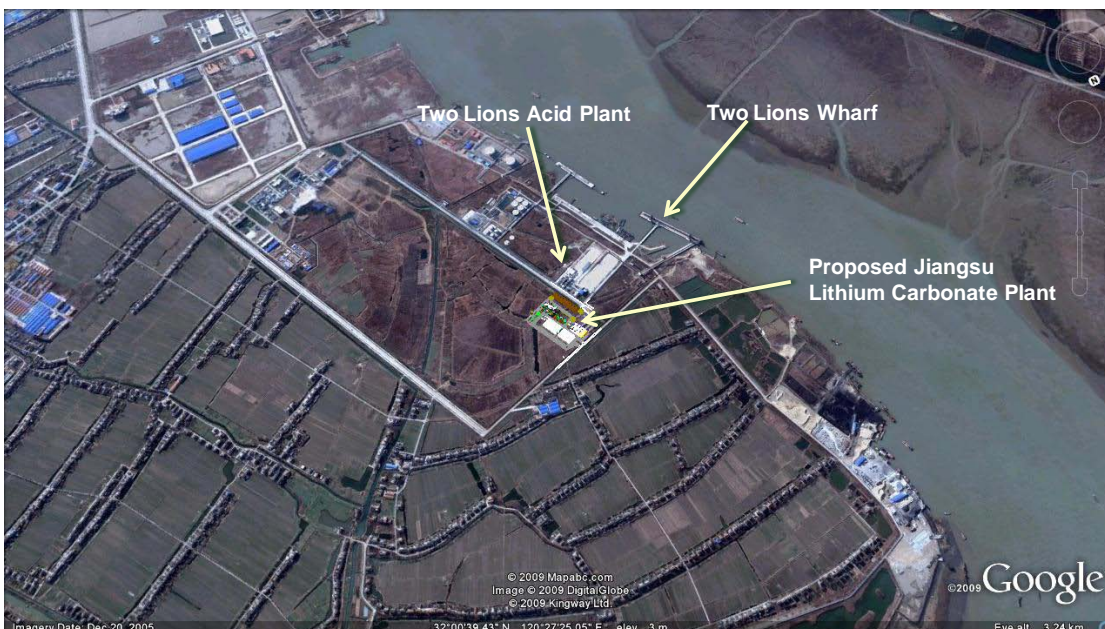 Two Lions Acid Plant
Two Lions Wharf
Proposed Jiangsu
Lithium Carbonate Plant
N
© 2009 Mapabc.com
Image © 2009 DigitalGlobe
© 2009 Kingway Ltd.
©2009 Google
Imagery Date: Dec 20, 2005
32°00'39.43" N 120°27'25.05" E elev 3 m
Eye alt 3.24 km